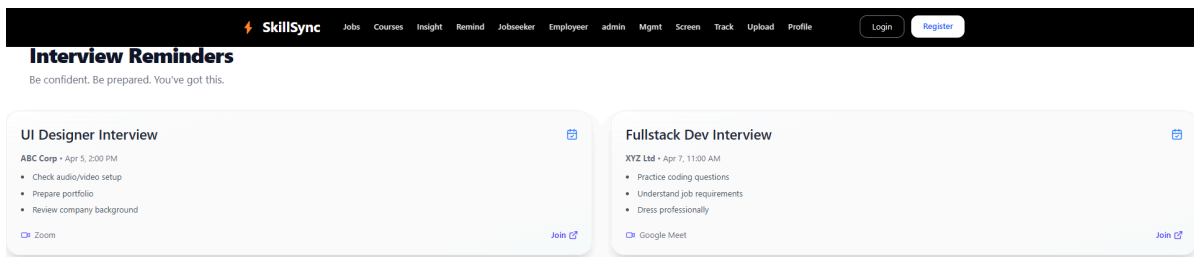 SkillSync Jobs Courses Insight Remind Jobseeker Employeer admin Mgmt Screen Track Upload Profile Login Register
Interview Reminders
Be confident. Be prepared. You've got this.
UI Designer Interview
ABC Corp • Apr 5, 2:00 PM
• Check audio/video setup
• Prepare portfolio
• Review company background
Zoom Join
Fullstack Dev Interview
XYZ Ltd • Apr 7, 11:00 AM
• Practice coding questions
• Understand job requirements
• Dress professionally
Google Meet Join